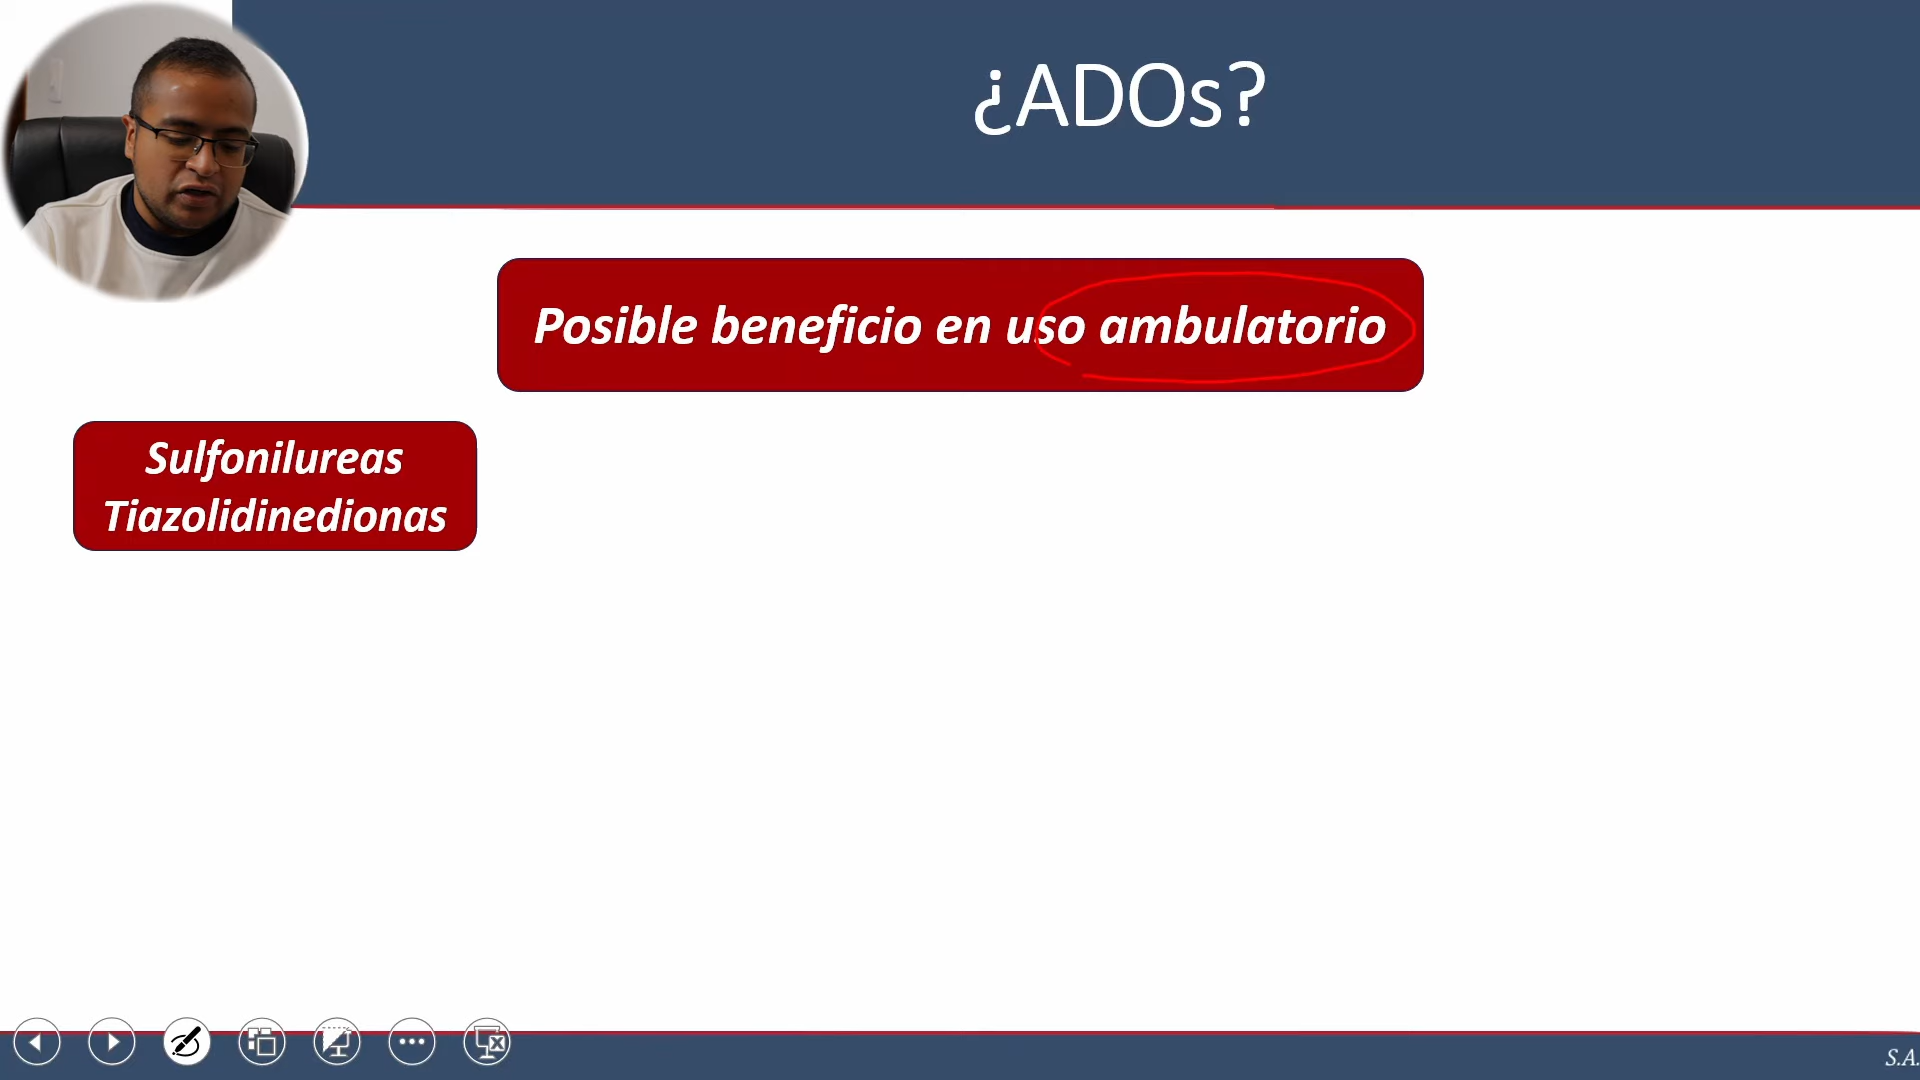 ¿ADOs?
Posible beneficio en uso ambulatorio
Sulfonilureas
Tiazolidinedionas
S.A.